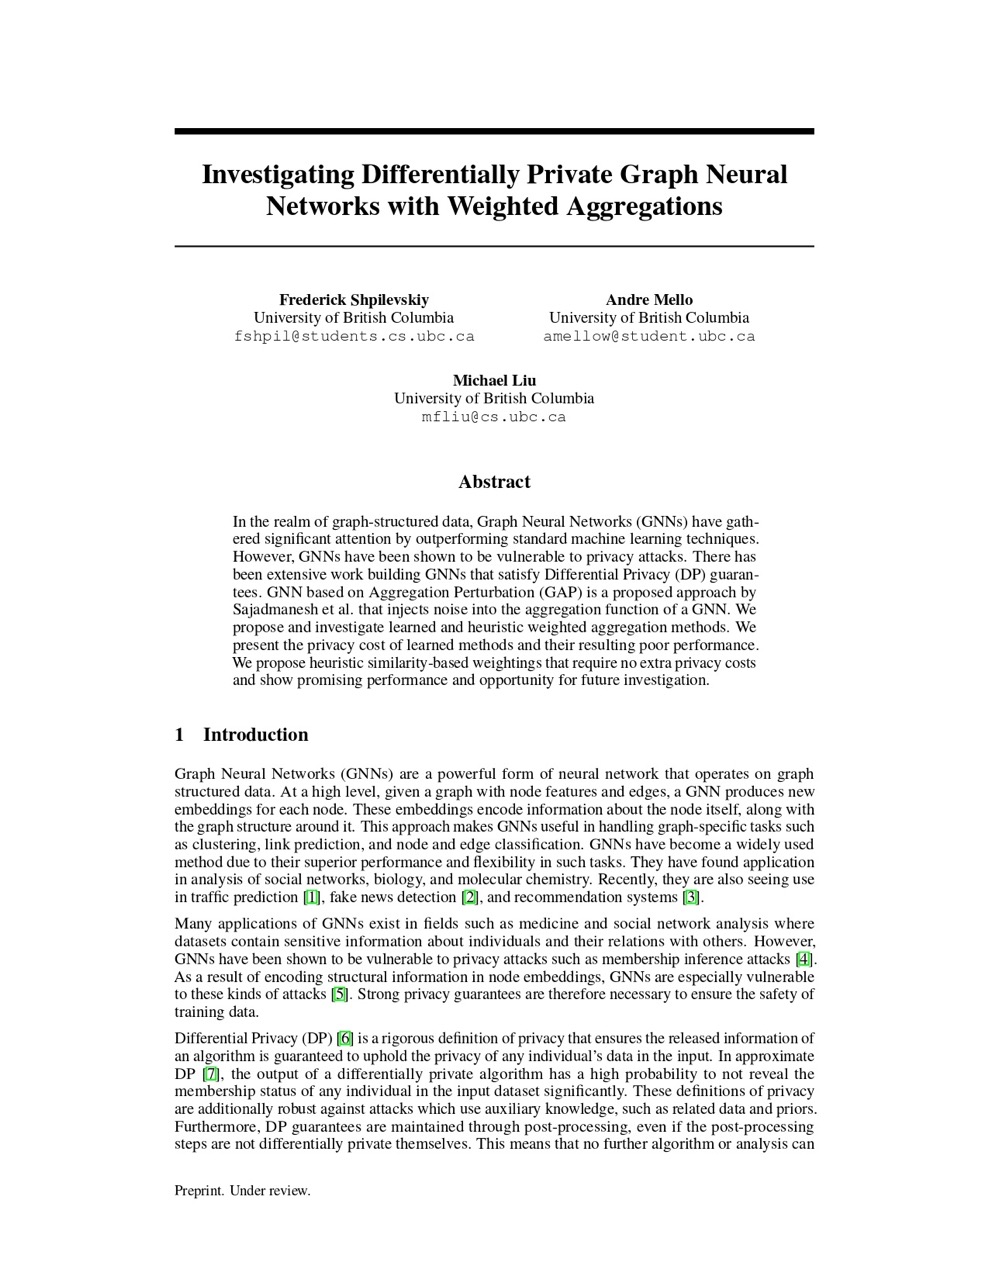 Investigating Differentially Private Graph Neural
Networks with Weighted Aggregations
Frederick Shpilevskiy
University of British Columbia
fshpil@students.cs.ubc.ca
Andre Mello
University of British Columbia
amellow@student.ubc.ca
Michael Liu
University of British Columbia
mfliu@cs.ubc.ca
Abstract
In the realm of graph-structured data, Graph Neural Networks (GNNs) have gath-
ered significant attention by outperforming standard machine learning techniques.
However, GNNs have been shown to be vulnerable to privacy attacks. There has
been extensive work building GNNs that satisfy Differential Privacy (DP) guaran-
tees. GNN based on Aggregation Perturbation (GAP) is a proposed approach by
Sajadmanesh et al. that injects noise into the aggregation function of a GNN. We
propose and investigate learned and heuristic weighted aggregation methods. We
present the privacy cost of learned methods and their resulting poor performance.
We propose heuristic similarity-based weightings that require no extra privacy costs
and show promising performance and opportunity for future investigation.
1 Introduction
Graph Neural Networks (GNNs) are a powerful form of neural network that operates on graph
structured data. At a high level, given a graph with node features and edges, a GNN produces new
embeddings for each node. These embeddings encode information about the node itself, along with
the graph structure around it. This approach makes GNNs useful in handling graph-specific tasks such
as clustering, link prediction, and node and edge classification. GNNs have become a widely used
method due to their superior performance and flexibility in such tasks. They have found application
in analysis of social networks, biology, and molecular chemistry. Recently, they are also seeing use
in traffic prediction [1], fake news detection [2], and recommendation systems [3].
Many applications of GNNs exist in fields such as medicine and social network analysis where
datasets contain sensitive information about individuals and their relations with others. However,
GNNs have been shown to be vulnerable to privacy attacks such as membership inference attacks [4].
As a result of encoding structural information in node embeddings, GNNs are especially vulnerable
to these kinds of attacks [5]. Strong privacy guarantees are therefore necessary to ensure the safety of
training data.
Differential Privacy (DP) [6] is a rigorous definition of privacy that ensures the released information of
an algorithm is guaranteed to uphold the privacy of any individual's data in the input. In approximate
DP [7], the output of a differentially private algorithm has a high probability to not reveal the
membership status of any individual in the input dataset significantly. These definitions of privacy
are additionally robust against attacks which use auxiliary knowledge, such as related data and priors.
Furthermore, DP guarantees are maintained through post-processing, even if the post-processing
steps are not differentially private themselves. This means that no further algorithm or analysis can
Preprint. Under review.